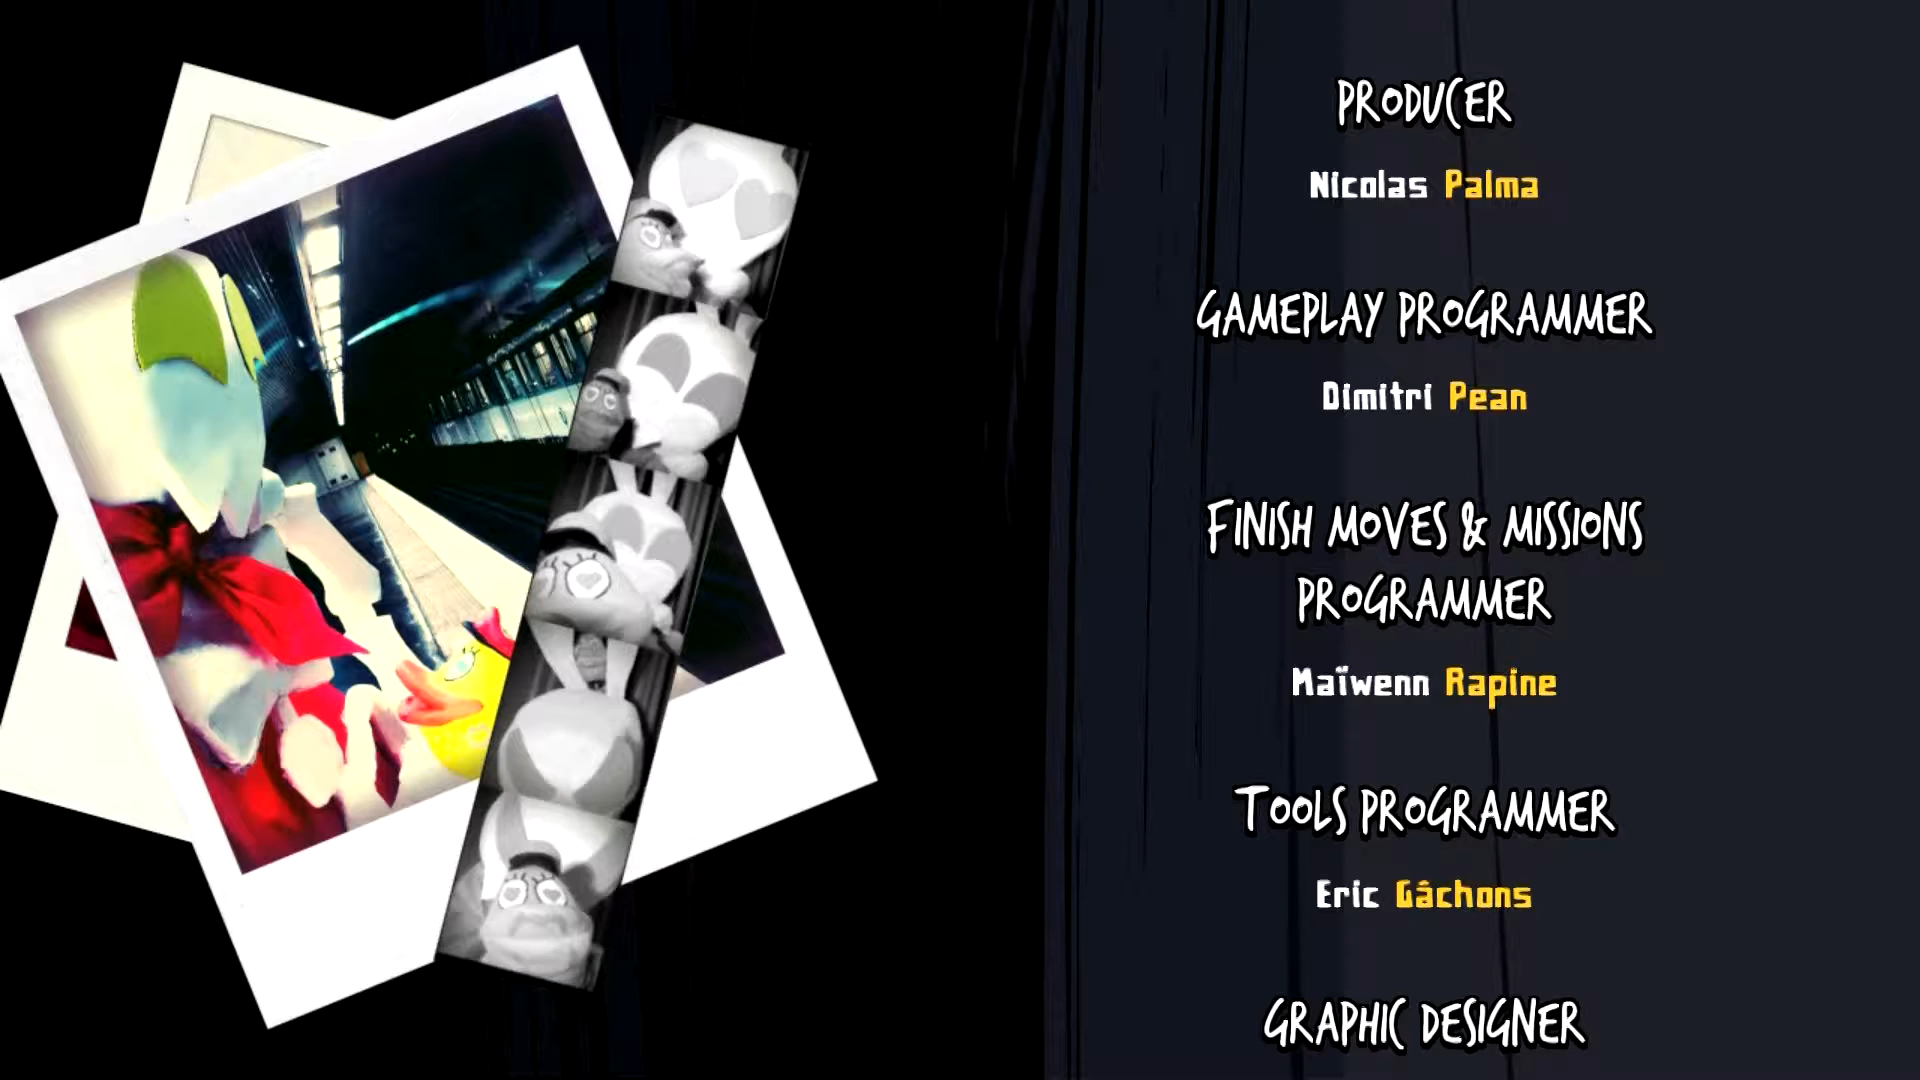 PRODUCER
Nicolas Palma
GAMEPLAY PROGRAMMER
Dimitri Pean
FINISH MOVES & MISSIONS
PROGRAMMER
Maïwenn Rapine
TOOLS PROGRAMMER
Eric Gâchons
GRAPHIC DESIGNER